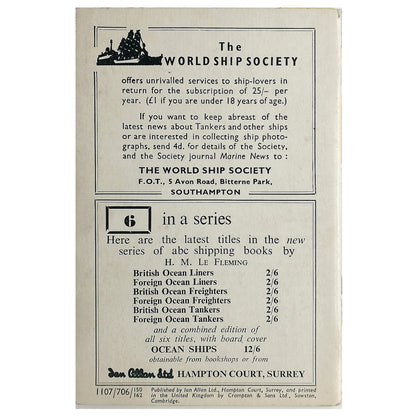 The
WORLD SHIP SOCIETY
offers unrivalled services to ship-lovers in
return for the subscription of 25/- per
year. (£1 if you are under 18 years of age.)
If you want to keep abreast of the
latest news about Tankers and other ships
or are interested in collecting ship photo-
graphs, send 4d. for details of the Society,
and the Society journal Marine News to :
THE WORLD SHIP SOCIETY
F.O.T., 5 Avon Road, Bitterne Park,
SOUTHAMPTON
6 in a series
Here are the latest titles in the new
series of abc shipping books by
H. M. LE FLEMING
British Ocean Liners 2/6
Foreign Ocean Liners 2/6
British Ocean Freighters 2/6
Foreign Ocean Freighters 2/6
British Ocean Tankers 2/6
Foreign Ocean Tankers 2/6
and a combined edition of
all six titles, with board cover
OCEAN SHIPS 12/6
obtainable from bookshops or from
Ian Allan Ltd HAMPTON COURT, SURREY
1107/706/150
162
Published by Ian Allan Ltd., Hampton Court, Surrey, and printed
in the United Kingdom by Crampton & Sons Ltd., Sawston,
Cambridge.